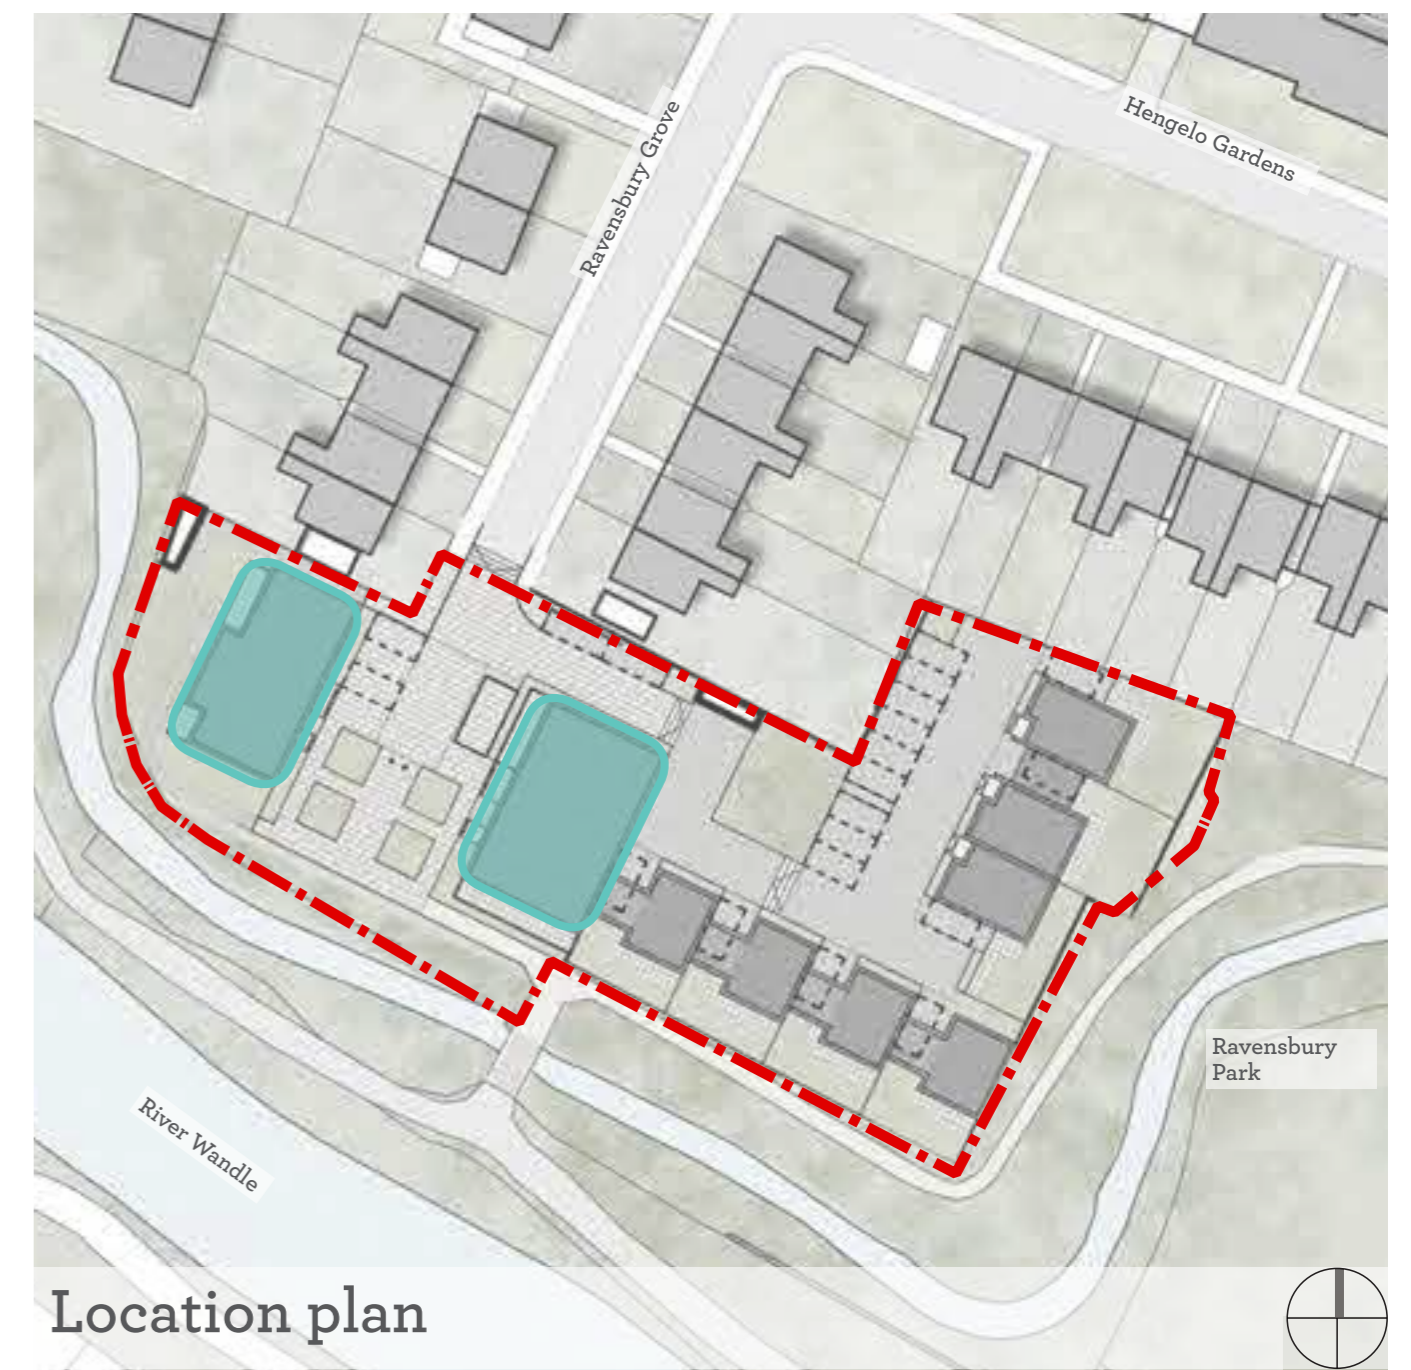 Hengelo Gardens
Ravensbury Grove
Ravensbury
Park
River Wandle
Location plan